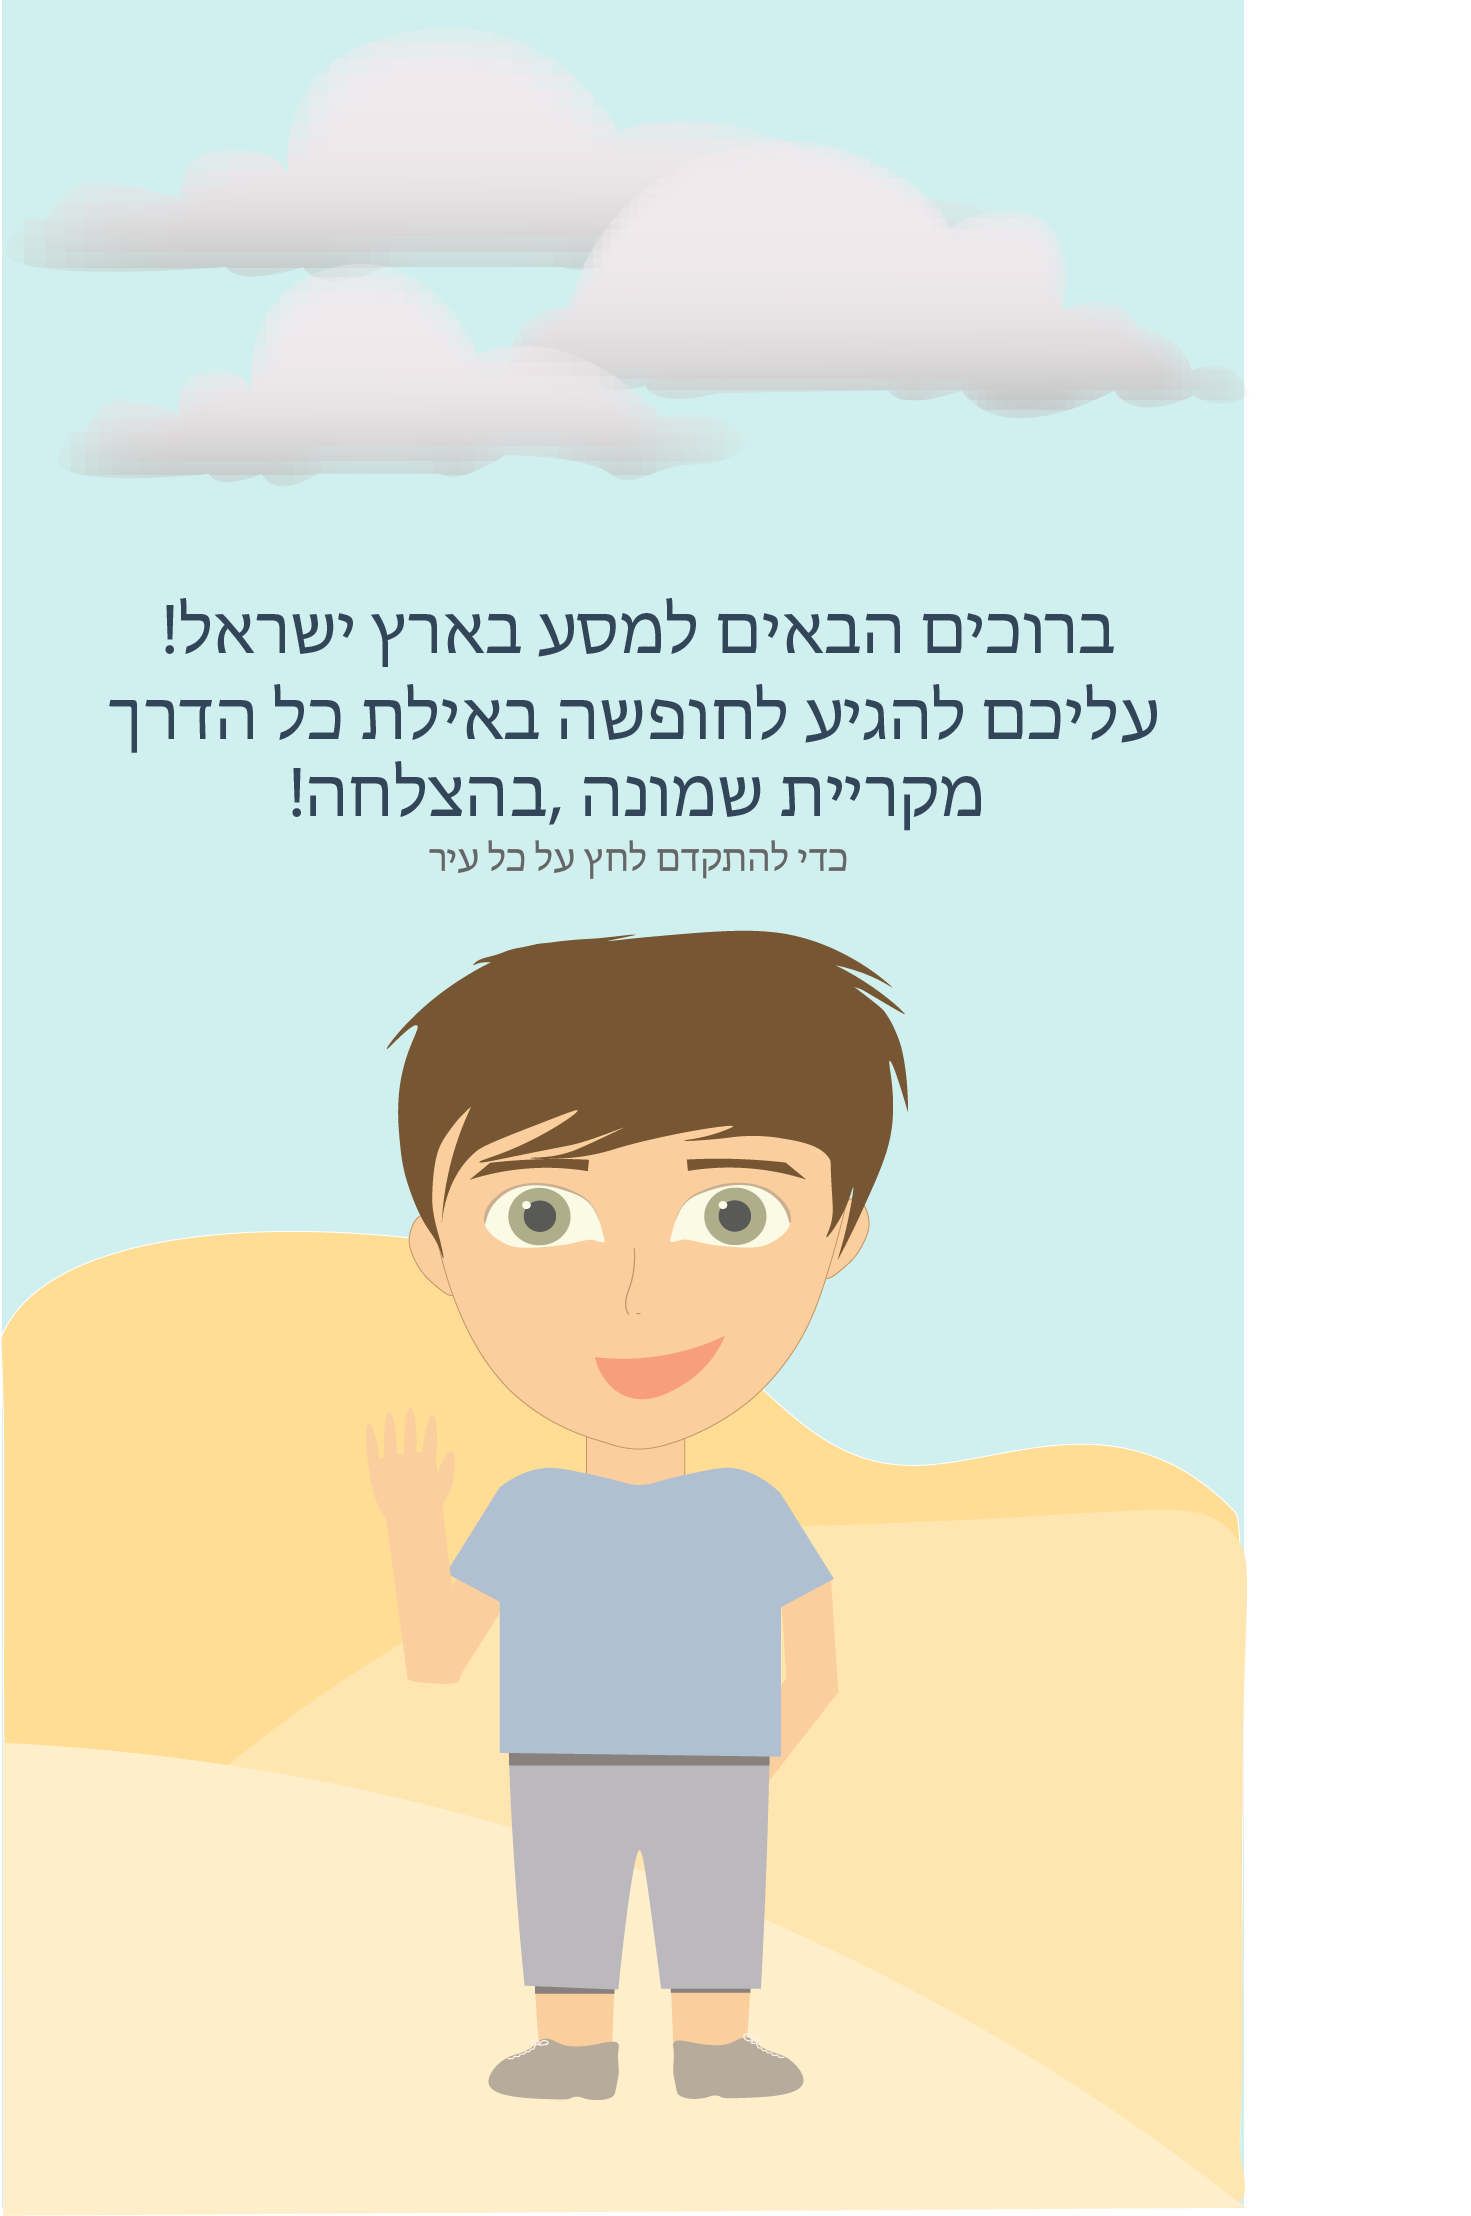 ברוכים הבאים למסע בארץ ישראל!
עליכם להגיע לחופשה באילת כל הדרך
מקריית שמונה ,בהצלחה!
כדי להתקדם לחץ על כל עיר